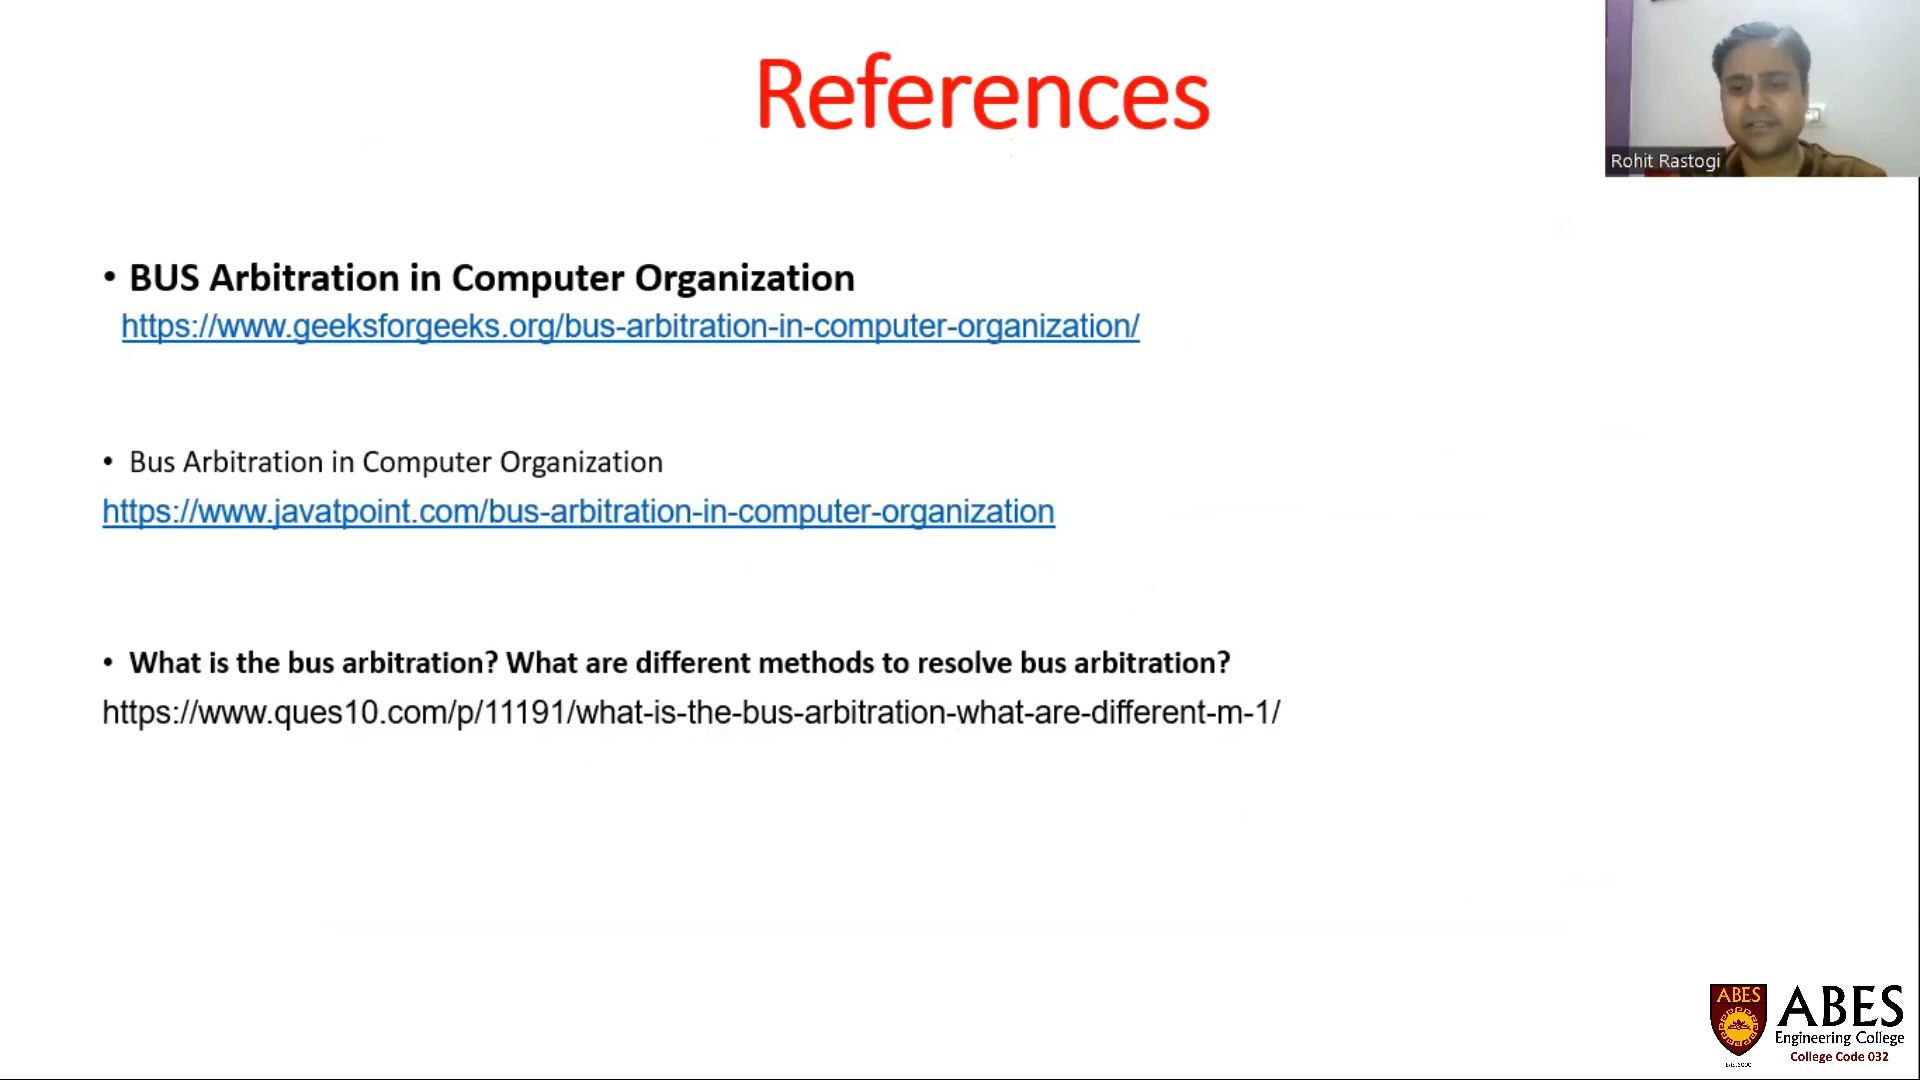 References
Rohit Rastogi
• BUS Arbitration in Computer Organization
https://www.geeksforgeeks.org/bus-arbitration-in-computer-organization/
• Bus Arbitration in Computer Organization
https://www.javatpoint.com/bus-arbitration-in-computer-organization
• What is the bus arbitration? What are different methods to resolve bus arbitration?
https://www.ques10.com/p/11191/what-is-the-bus-arbitration-what-are-different-m-1/
ABES
ABES
Engineering College
College Code 032